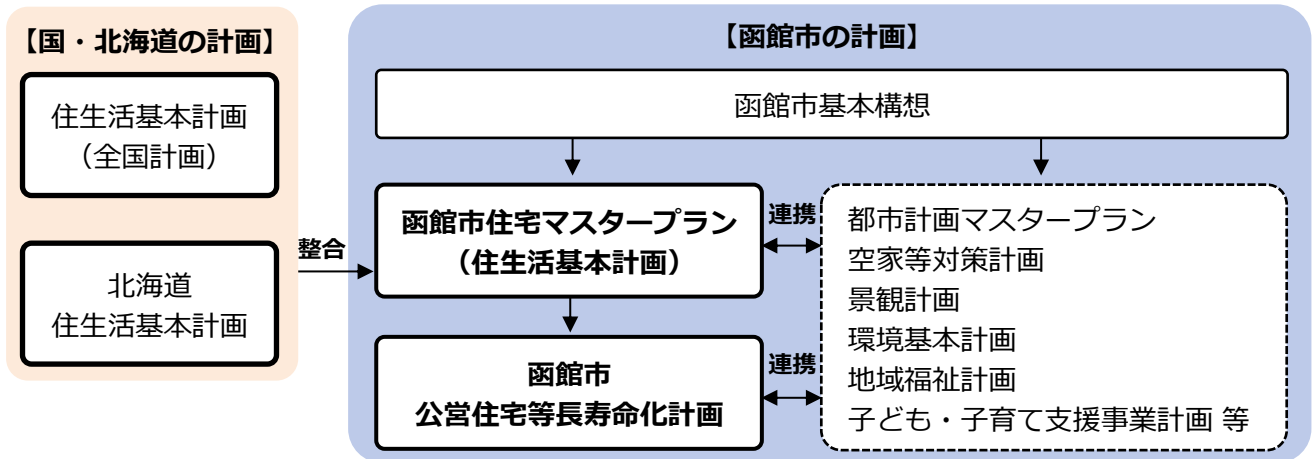 【国・北海道の計画】
住生活基本計画
（全国計画）
北海道
住生活基本計画
整合
【函館市の計画】
函館市基本構想
函館市住宅マスタープラン
（住生活基本計画）
連携
函館市
公営住宅等長寿命化計画
連携
都市計画マスタープラン
空家等対策計画
景観計画
環境基本計画
地域福祉計画
子ども・子育て支援事業計画 等